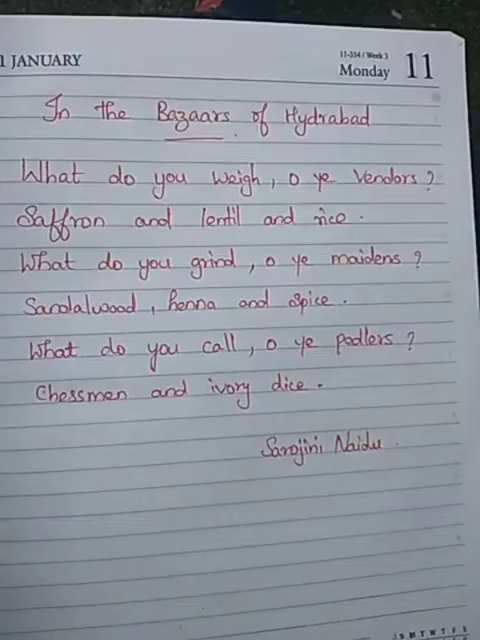 1 JANUARY
11-354 / Week 3
Monday 11
In the Bazaars of Hydrabad
What do you weigh, o ye vendors?
Saffron and lentil and rice.
What do you grind, o ye maidens?
Sandalwood, henna and spice.
What do you call, o ye pedlers?
Chessmen and ivory dice.
Sarojini Naidu
S M T W T F S